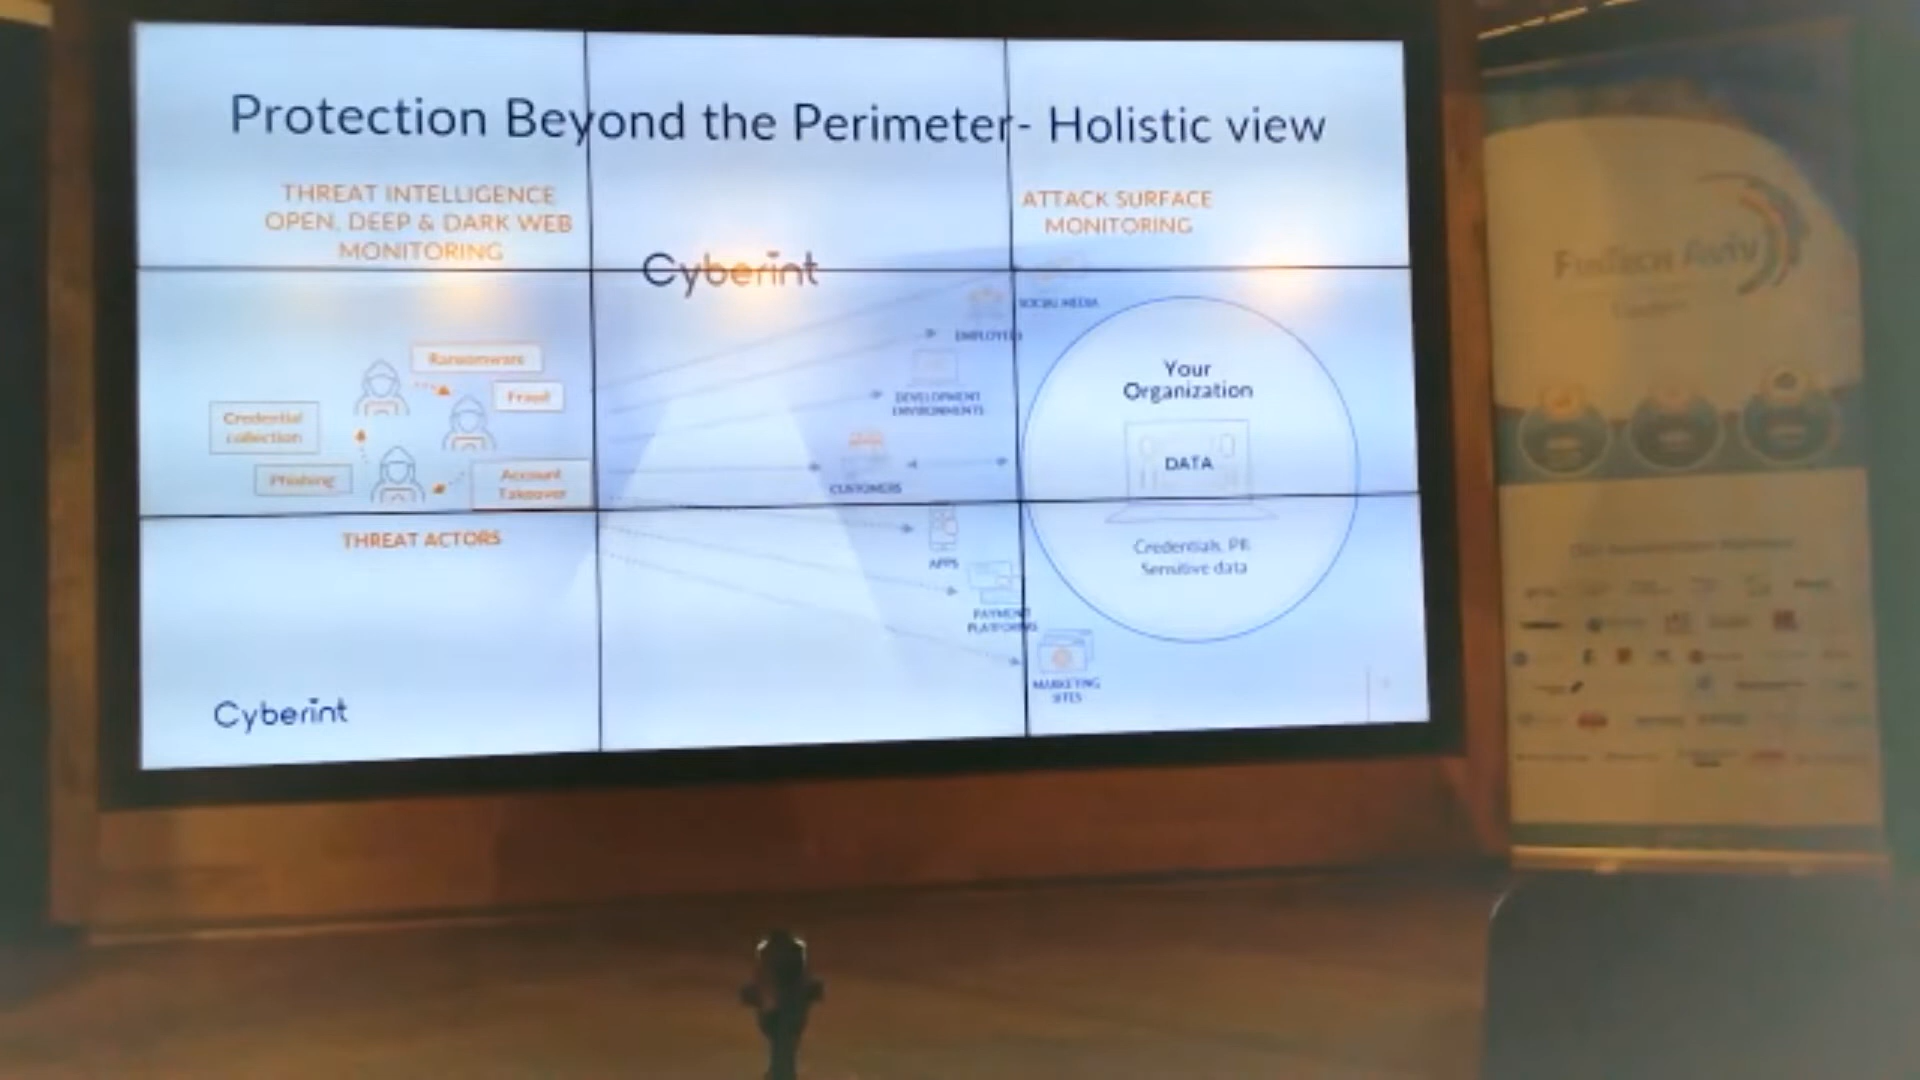 Protection Beyond the Perimeter- Holistic view
THREAT INTELLIGENCE
OPEN, DEEP & DARK WEB
MONITORING
Cyberint
ATTACK SURFACE
MONITORING
Ransomware
Fraud
Credential
collection
Phishing
Account
Takeover
THREAT ACTORS
SOCIAL MEDIA
EMPLOYEES
DEVELOPMENT
ENVIRONMENTS
CUSTOMERS
APPS
PAYMENT
PLATFORMS
MARKETING
SITES
Your
Organization
DATA
Credentials, PII,
Sensitive data
Cyberint
FinTech Aviv